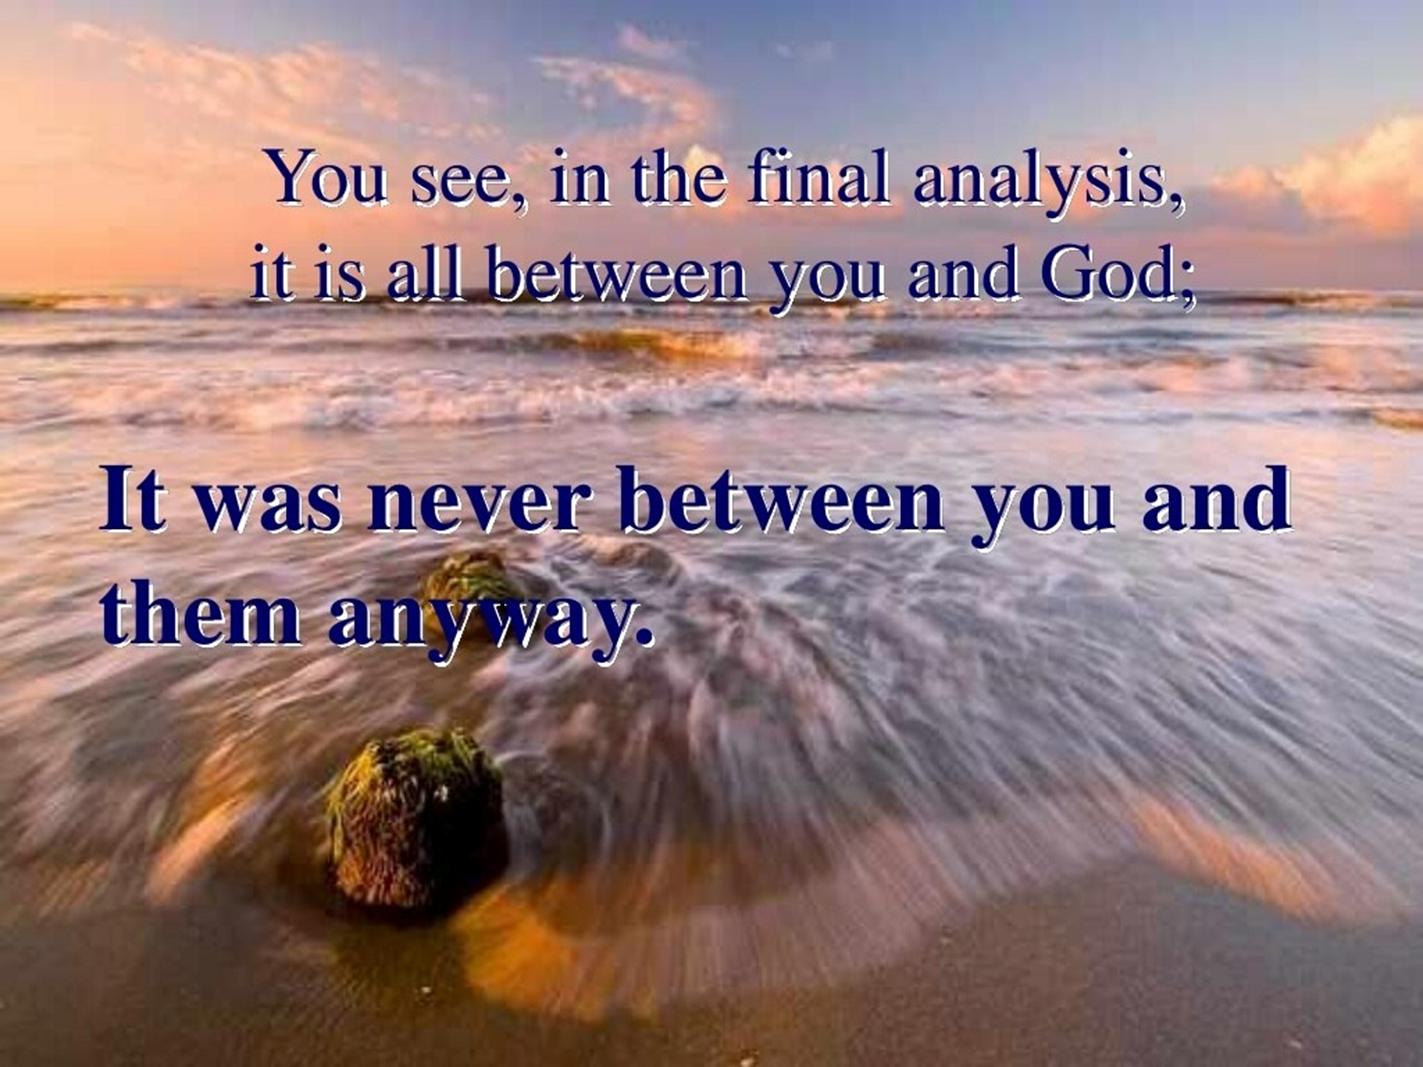 You see, in the final analysis,
it is all between you and God;
It was never between you and
them anyway.